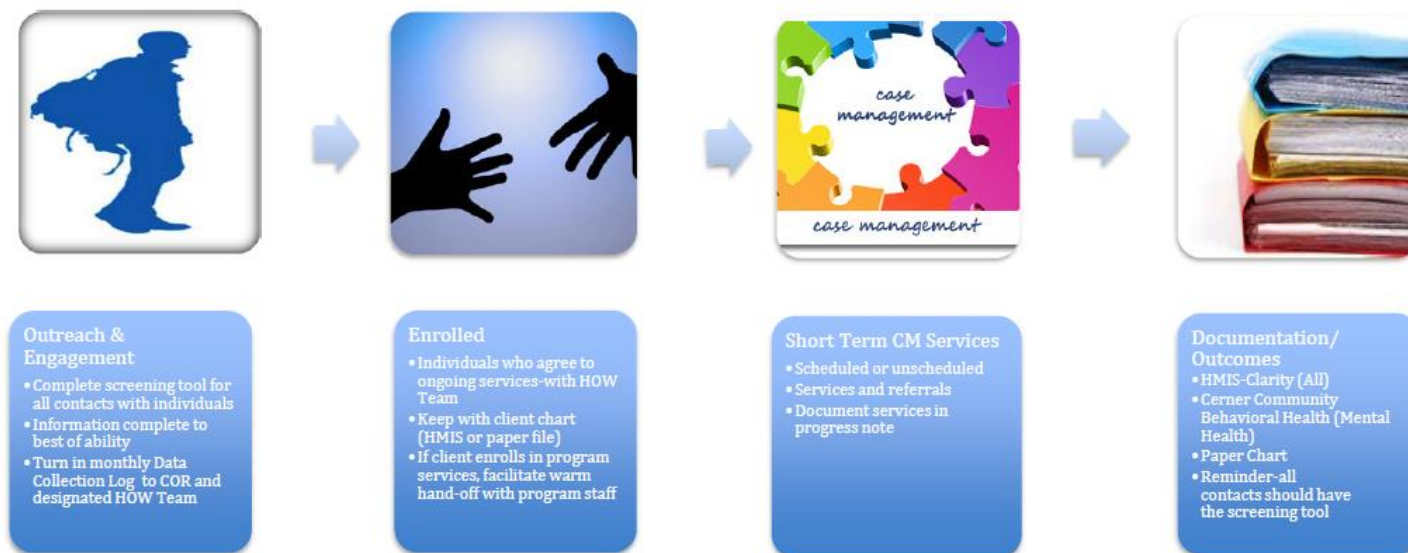 case
management
case management
Outreach &
Engagement
•Complete screening tool for
all contacts with individuals
•Information complete to
best of ability
•Turn in monthly Data
Collection Log to COR and
designated HOW Team
Enrolled
•Individuals who agree to
ongoing services-with HOW
Team
•Keep with client chart
(HMIS or paper file)
•If client enrolls in program
services, facilitate warm
hand-off with program staff
Short Term CM Services
•Scheduled or unscheduled
•Services and referrals
•Document services in
progress note
Documentation/
Outcomes
•HMIS-Clarity (All)
•Cerner Community
Behavioral Health (Mental
Health)
•Paper Chart
•Reminder-all
contacts should have
the screening tool